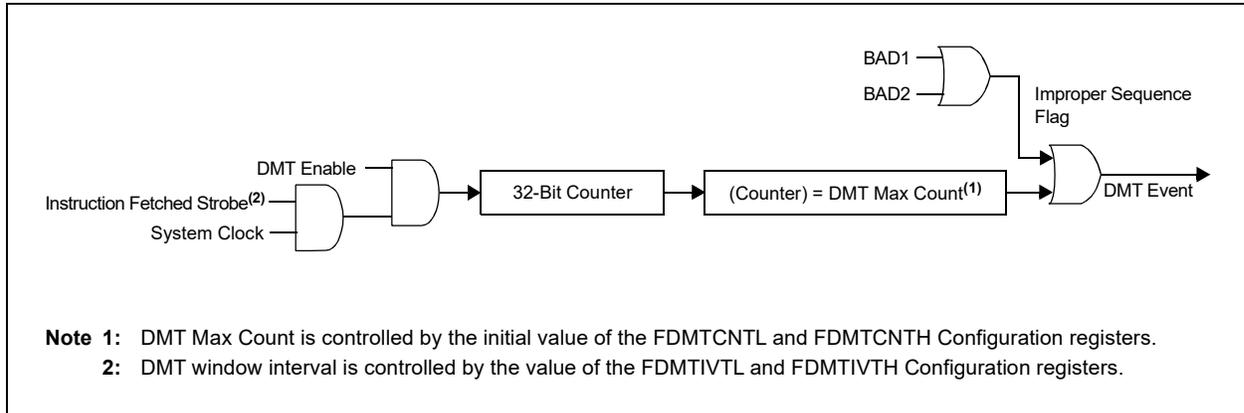 BAD1
BAD2
Improper Sequence
Flag
DMT Enable
Instruction Fetched Strobe(2)
System Clock
32-Bit Counter
(Counter) = DMT Max Count(1)
DMT Event
Note 1: DMT Max Count is controlled by the initial value of the FDMTCNTL and FDMTCNTH Configuration registers.
2: DMT window interval is controlled by the value of the FDMTIVTL and FDMTIVTH Configuration registers.